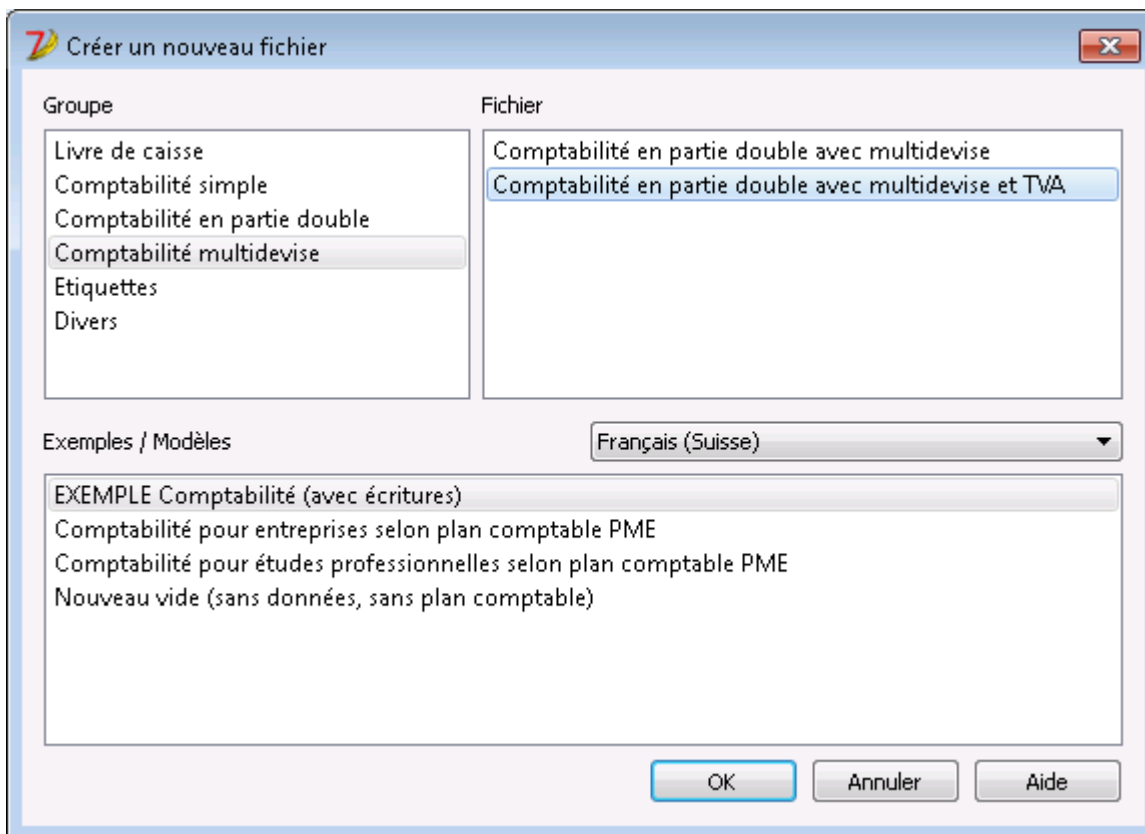 Créer un nouveau fichier
Groupe
Fichier
Livre de caisse
Comptabilité simple
Comptabilité en partie double
Comptabilité multidevise
Etiquettes
Divers
Comptabilité en partie double avec multidevise
Comptabilité en partie double avec multidevise et TVA
Exemples / Modèles
Français (Suisse)
EXEMPLE Comptabilité (avec écritures)
Comptabilité pour entreprises selon plan comptable PME
Comptabilité pour études professionnelles selon plan comptable PME
Nouveau vide (sans données, sans plan comptable)
OK
Annuler
Aide